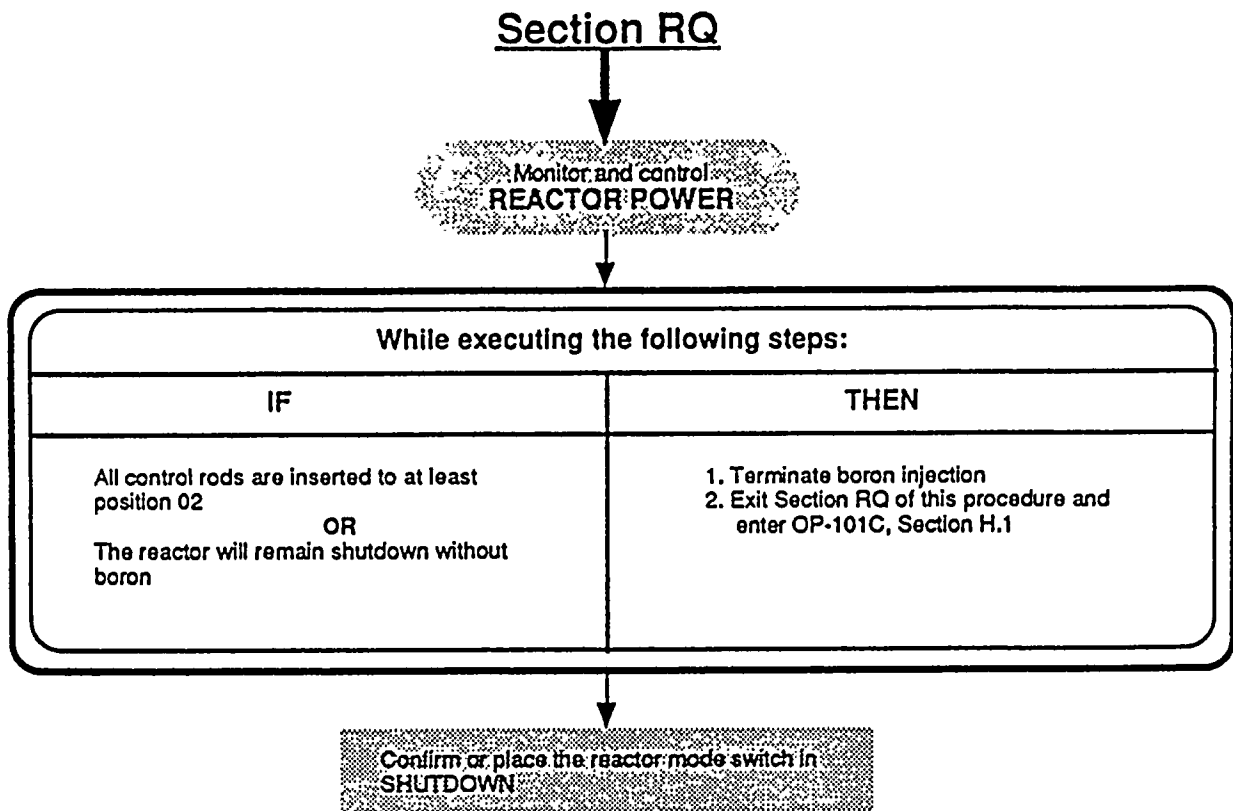 Section RQ
Monitor and control
REACTOR POWER
While executing the following steps:
IF
THEN
All control rods are inserted to at least
position 02
OR
The reactor will remain shutdown without
boron
1. Terminate boron injection
2. Exit Section RQ of this procedure and
enter OP-101C, Section H.1
Confirm or place the reactor mode switch in
SHUTDOWN